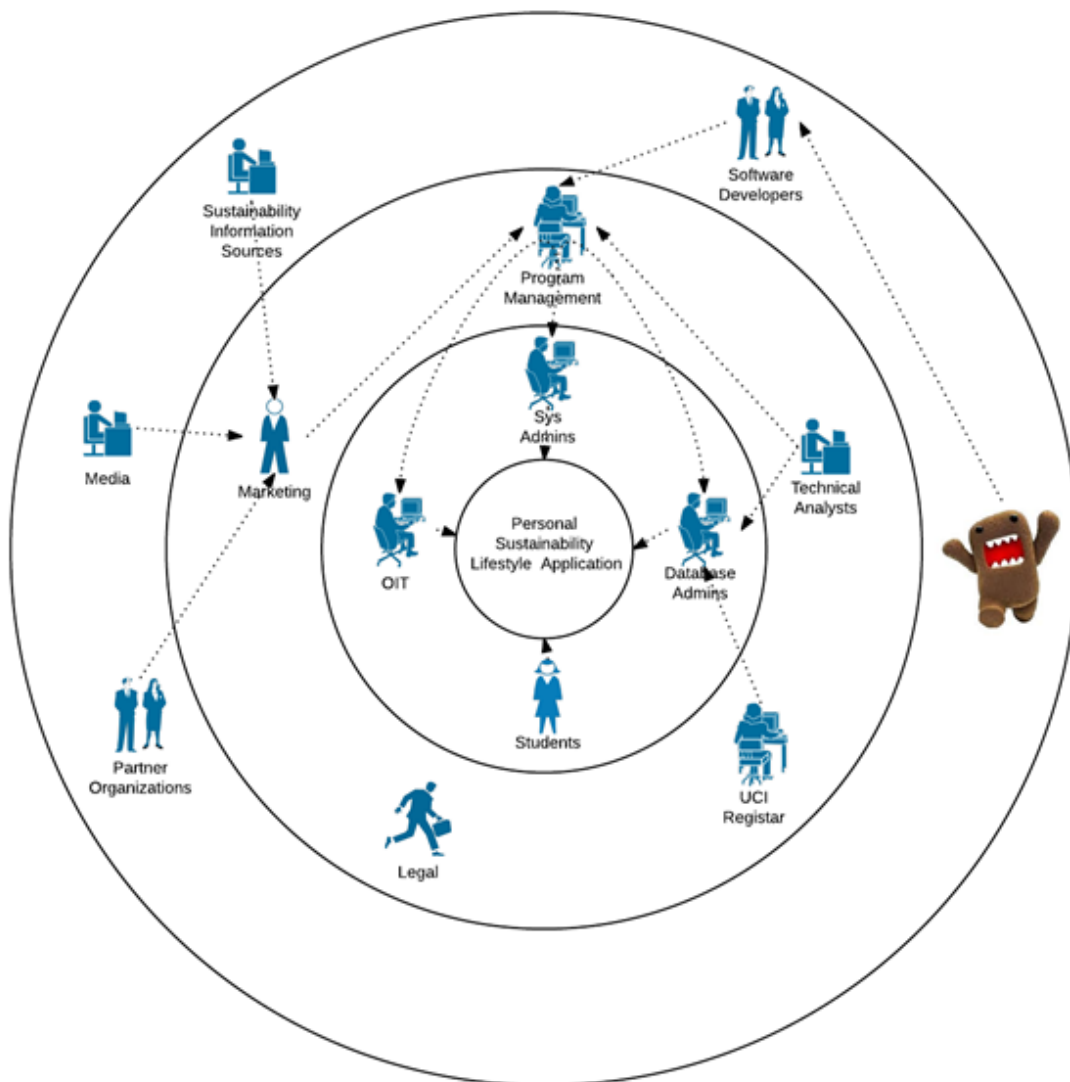 Software
Developers
Sustainability
Information
Sources
Program
Management
Sys
Admins
Media
Marketing
Technical
Analysts
Personal
Sustainability
Lifestyle Application
OIT
Database
Admins
Students
Partner
Organizations
UCI
Registar
Legal